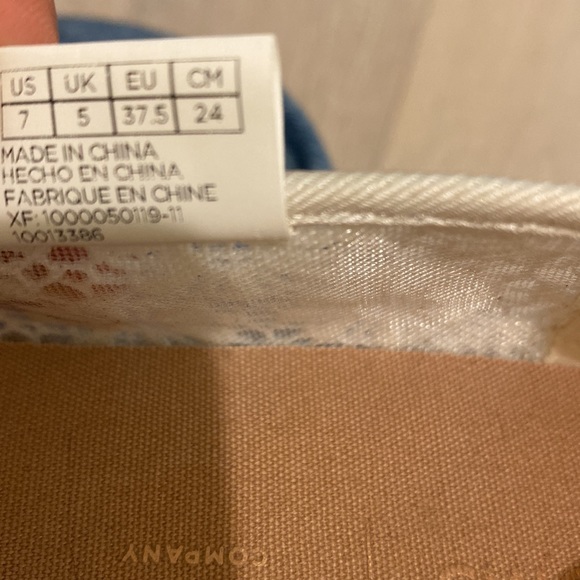 US UK EU CM
7 5 37.5 24
MADE IN CHINA
HECHO EN CHINA
FABRIQUE EN CHINE
XF: 1000050119-11
10013386
COMPANY